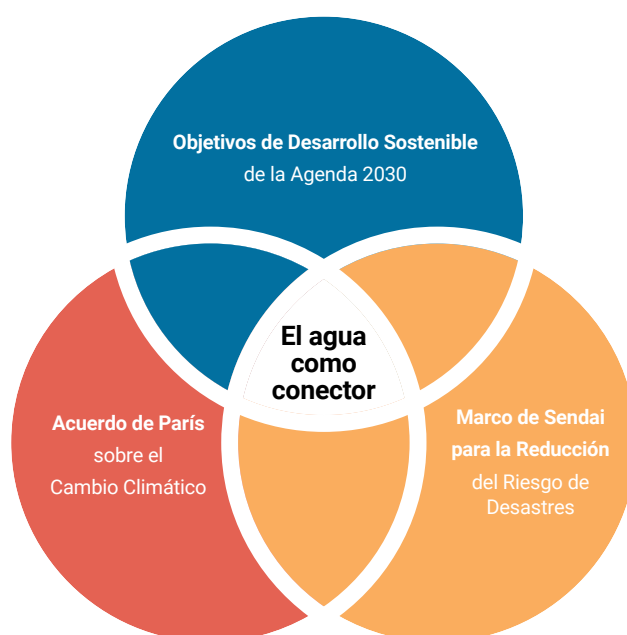 Objetivos de Desarrollo Sostenible
de la Agenda 2030
El agua
como
conector
Acuerdo de París
sobre el
Cambio Climático
Marco de Sendai
para la Reducción
del Riesgo de
Desastres